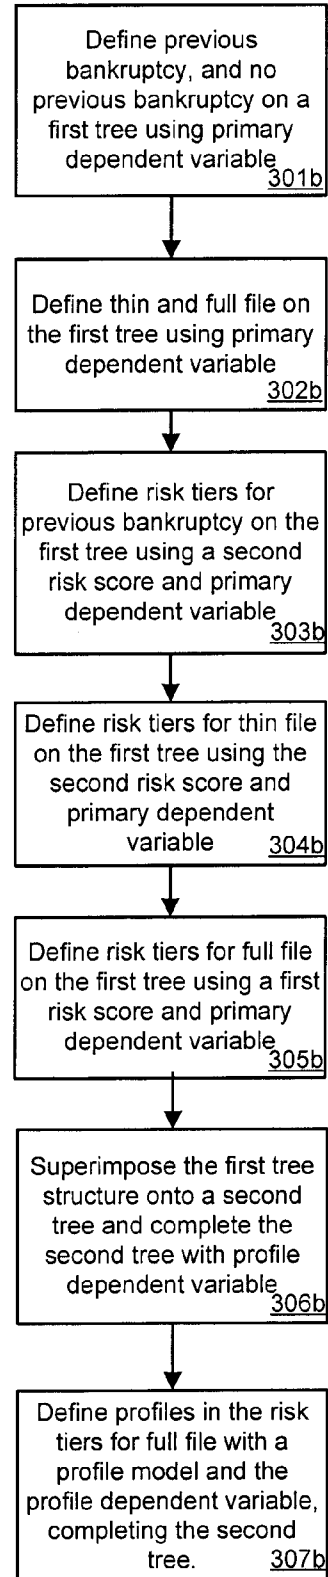 Define previous
bankruptcy, and no
previous bankruptcy on a
first tree using primary
dependent variable
301b
Define thin and full file on
the first tree using primary
dependent variable
302b
Define risk tiers for
previous bankruptcy on the
first tree using a second
risk score and primary
dependent variable
303b
Define risk tiers for thin file
on the first tree using the
second risk score and
primary dependent
variable 304b
Define risk tiers for full file
on the first tree using a first
risk score and primary
dependent variable
305b
Superimpose the first tree
structure onto a second
tree and complete the
second tree with profile
dependent variable
306b
Define profiles in the risk
tiers for full file with a
profile model and the
profile dependent variable,
completing the second
tree. 307b